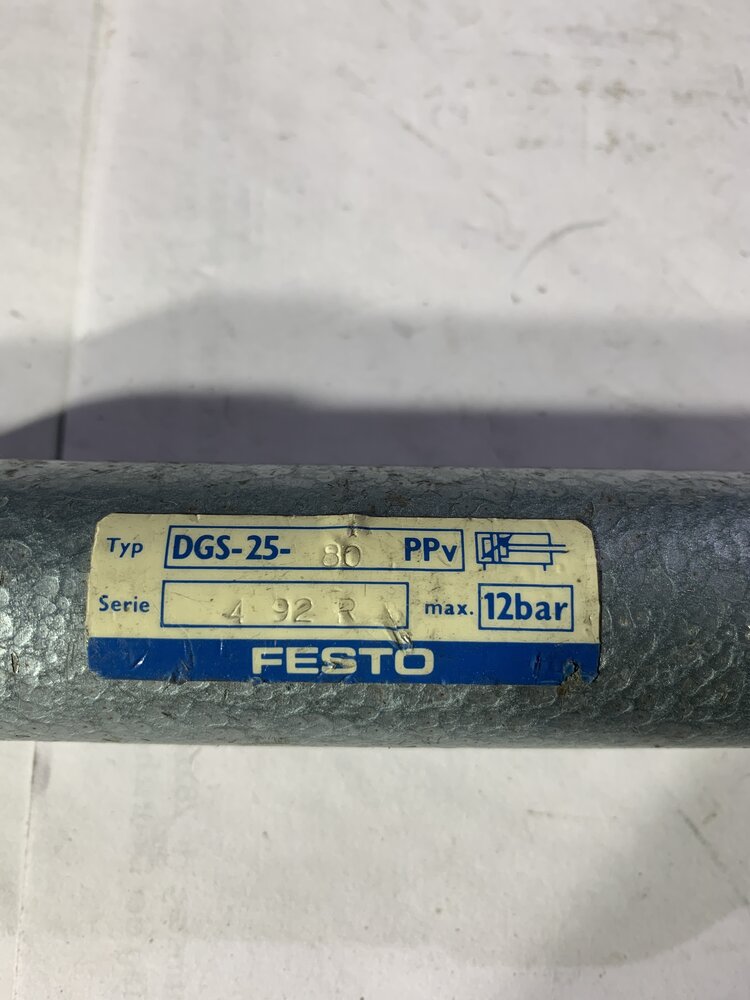 Typ DGS-25- 80 PPv
Serie 4 92 R max. 12bar
FESTO